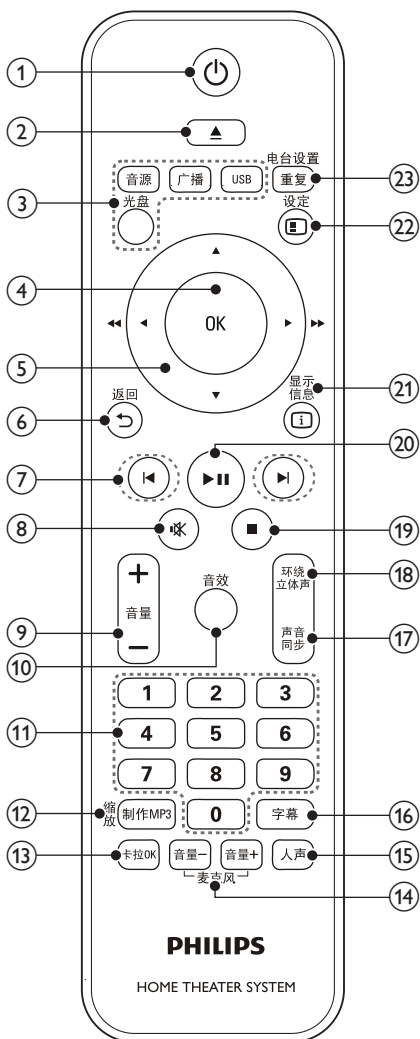 1
2
电台设置
音源 广播 USB 重复 23
光盘 设定
3
22
4
OK
5
显示
信息 21
返回
6
20
7
8
19
环绕
立体声 18
音效
音量
9
声音
同步 17
10
1 2 3
11 4 5 6
7 8 9
缩放 制作MP3 0 字幕 16
12
13 卡拉OK 音量- 音量+ 人声 15
麦克风
14
PHILIPS
HOME THEATER SYSTEM